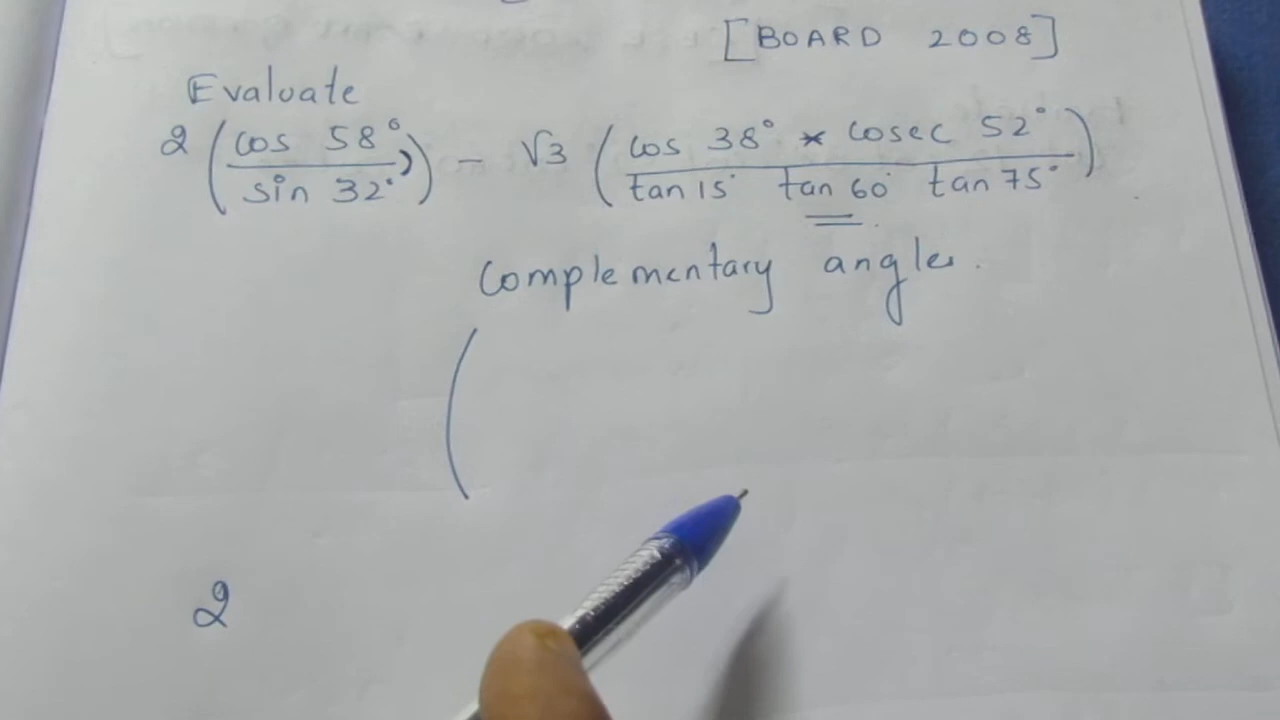 [BOARD 2008]
Evaluate
2 (cos 58° / sin 32°) - √3 (cos 38° * cosec 52° / tan 15° tan 60° tan 75°)
Complementary angles.
(
2